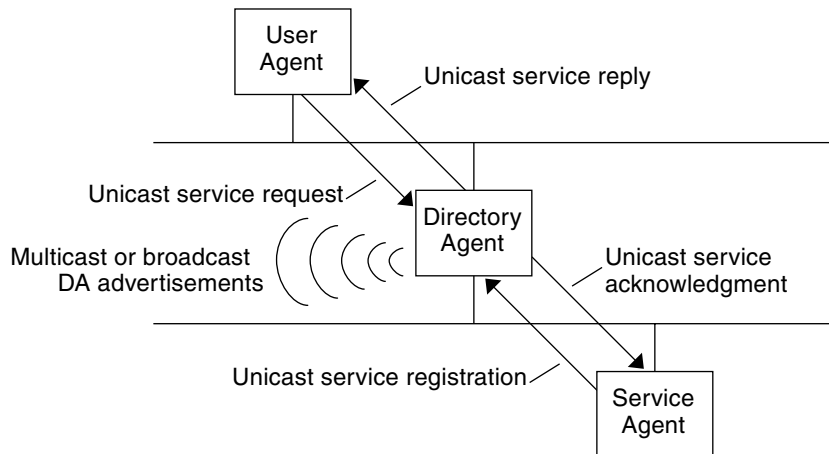 User
Agent
Unicast service reply
Unicast service request
Directory
Agent
Multicast or broadcast
DA advertisements
Unicast service
acknowledgment
Unicast service registration
Service
Agent